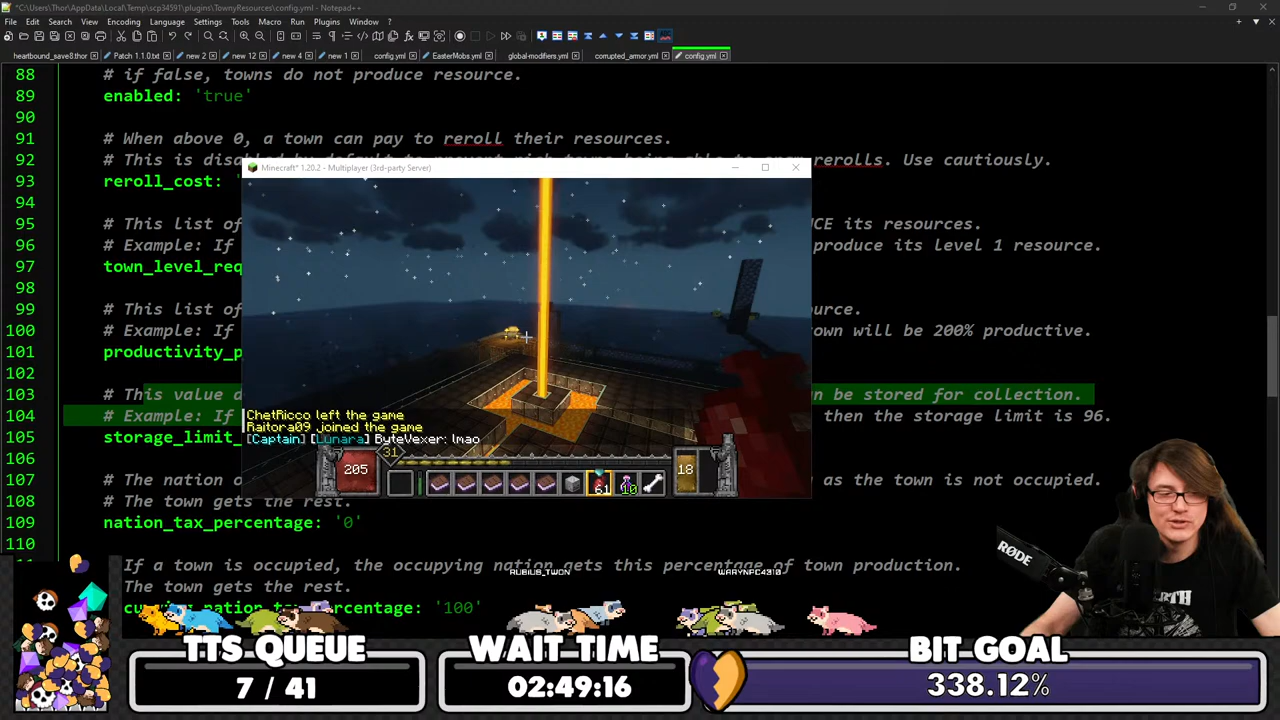 *C:\Users\Thor\AppData\Local\Temp\scp34591\plugins\TownyResources\config.yml - Notepad++
File Edit Search View Encoding Language Settings Tools Macro Run Plugins Window ?
heartbound_save8.thor Patch 1.1.0.txt new 2 new 12 new 4 new 1 config.yml EasterMobs.yml global-modifiers.yml corrupted_armor.yml config.yml
88 # if false, towns do not produce resource.
89 enabled: 'true'
90
91 # When above 0, a town can pay to reroll their resources.
92 # This is disa rerolls. Use cautiously.
93 reroll_cost: '
94
95 # This list of CE its resources.
96 # Example: If produce its level 1 resource.
97 town_level_req
98
99 # This list of urce.
100 # Example: If own will be 200% productive.
101 productivity_p
102
103 # This value d n be stored for collection.
104 # Example: If then the storage limit is 96.
105 storage_limit_
106
107 # The nation o as the town is not occupied.
108 # The town gets the rest.
109 nation_tax_percentage: '0'
110
If a town is occupied, the occupying nation gets this percentage of town production.
The town gets the rest.
percentage: '100'
Minecraft* 1.20.2 - Multiplayer (3rd-party Server)
ChetRicco left the game
Raitora09 joined the game
[Captain] [Lunara] ByteVexer: lmao
31
205
18
61
10
RØDE
RUBIUS_TWON
WARYNPC4310
TTS QUEUE
7 / 41
WAIT TIME
02:49:16
BIT GOAL
338.12%